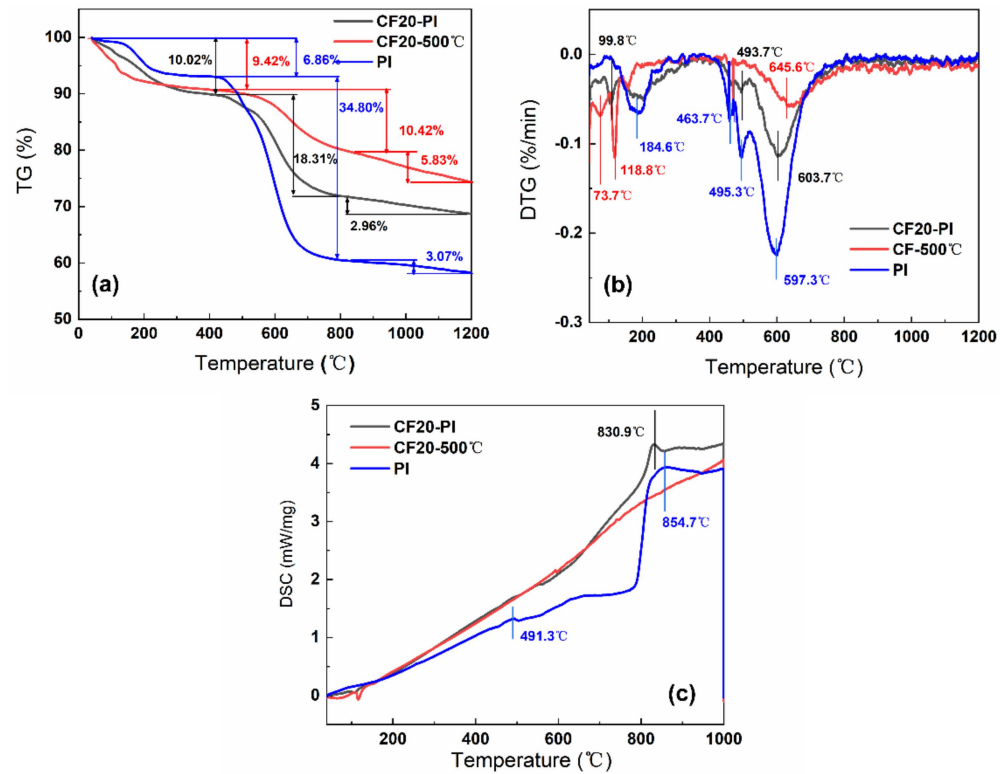 CF20-PI
CF20-500℃
PI
100
90
80
70
60
50
TG (%)
10.02%
9.42%
6.86%
34.80%
10.42%
18.31%
5.83%
2.96%
3.07%
(a)
0 200 400 600 800 1000 1200
Temperature (℃)
0.0
-0.1
-0.2
-0.3
DTG (%/min)
99.8℃
493.7℃
645.6℃
463.7℃
184.6℃
118.8℃
73.7℃
495.3℃
603.7℃
597.3℃
CF20-PI
CF-500℃
PI
(b)
200 400 600 800 1000 1200
Temperature (℃)
5
4
3
2
1
0
DSC (mW/mg)
CF20-PI
CF20-500℃
PI
830.9℃
854.7℃
491.3℃
(c)
200 400 600 800 1000
Temperature (℃)